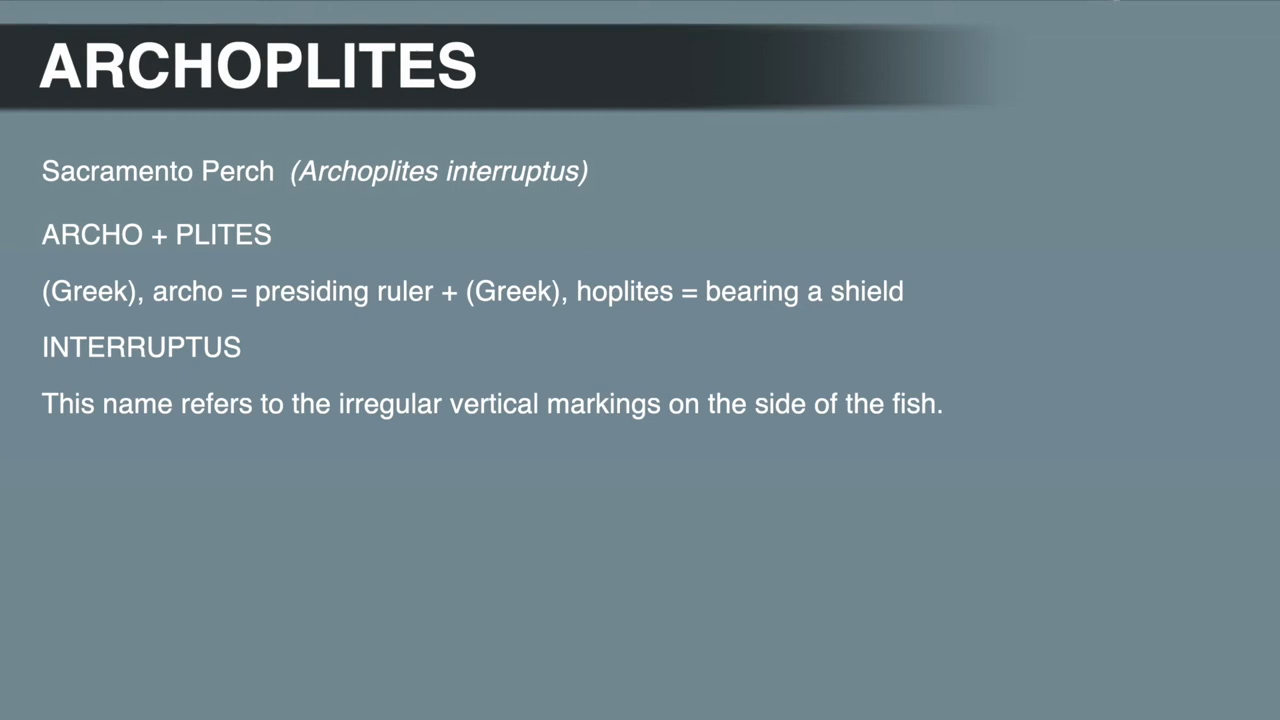 ARCHOPLITES
Sacramento Perch (Archoplites interruptus)
ARCHO + PLITES
(Greek), archo = presiding ruler + (Greek), hoplites = bearing a shield
INTERRUPTUS
This name refers to the irregular vertical markings on the side of the fish.